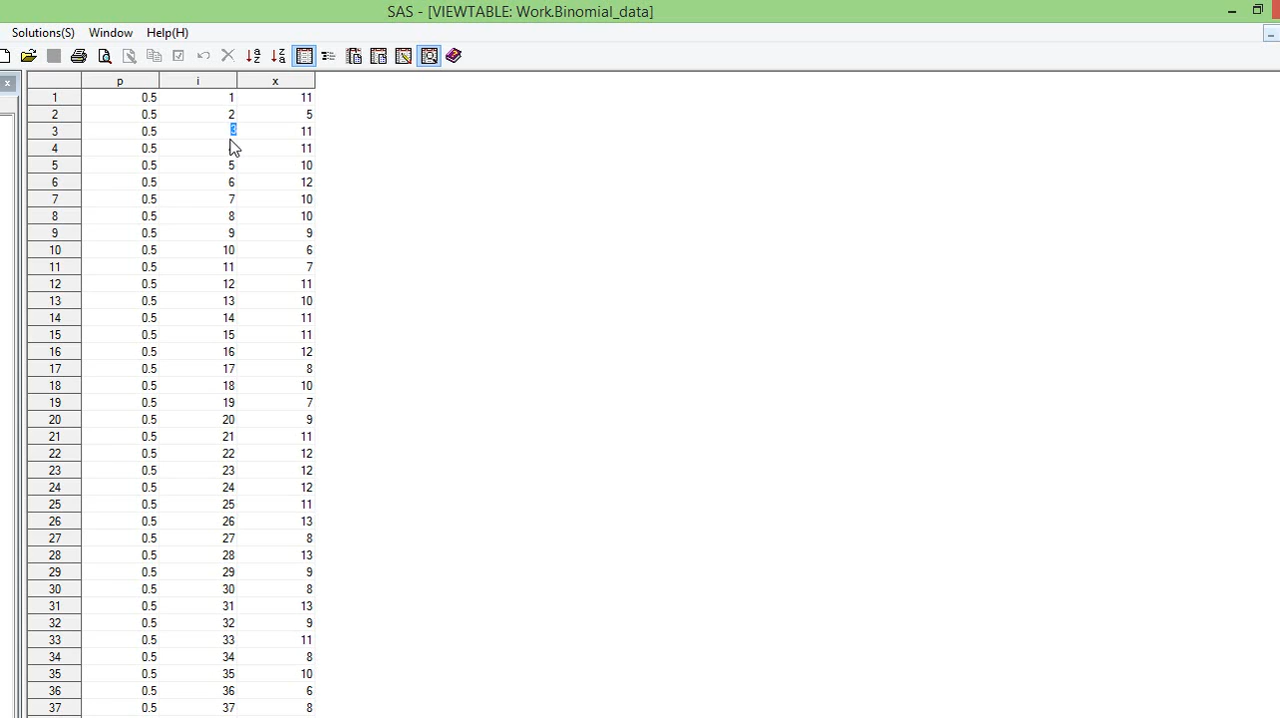 SAS - [VIEWTABLE: Work.Binomial_data]
Solutions(S) Window Help(H)
p i x
1 0.5 1 11
2 0.5 2 5
3 0.5 3 11
4 0.5 11
5 0.5 5 10
6 0.5 6 12
7 0.5 7 10
8 0.5 8 10
9 0.5 9 9
10 0.5 10 6
11 0.5 11 7
12 0.5 12 11
13 0.5 13 10
14 0.5 14 11
15 0.5 15 11
16 0.5 16 12
17 0.5 17 8
18 0.5 18 10
19 0.5 19 7
20 0.5 20 9
21 0.5 21 11
22 0.5 22 12
23 0.5 23 12
24 0.5 24 12
25 0.5 25 11
26 0.5 26 13
27 0.5 27 8
28 0.5 28 13
29 0.5 29 9
30 0.5 30 8
31 0.5 31 13
32 0.5 32 9
33 0.5 33 11
34 0.5 34 8
35 0.5 35 10
36 0.5 36 6
37 0.5 37 8